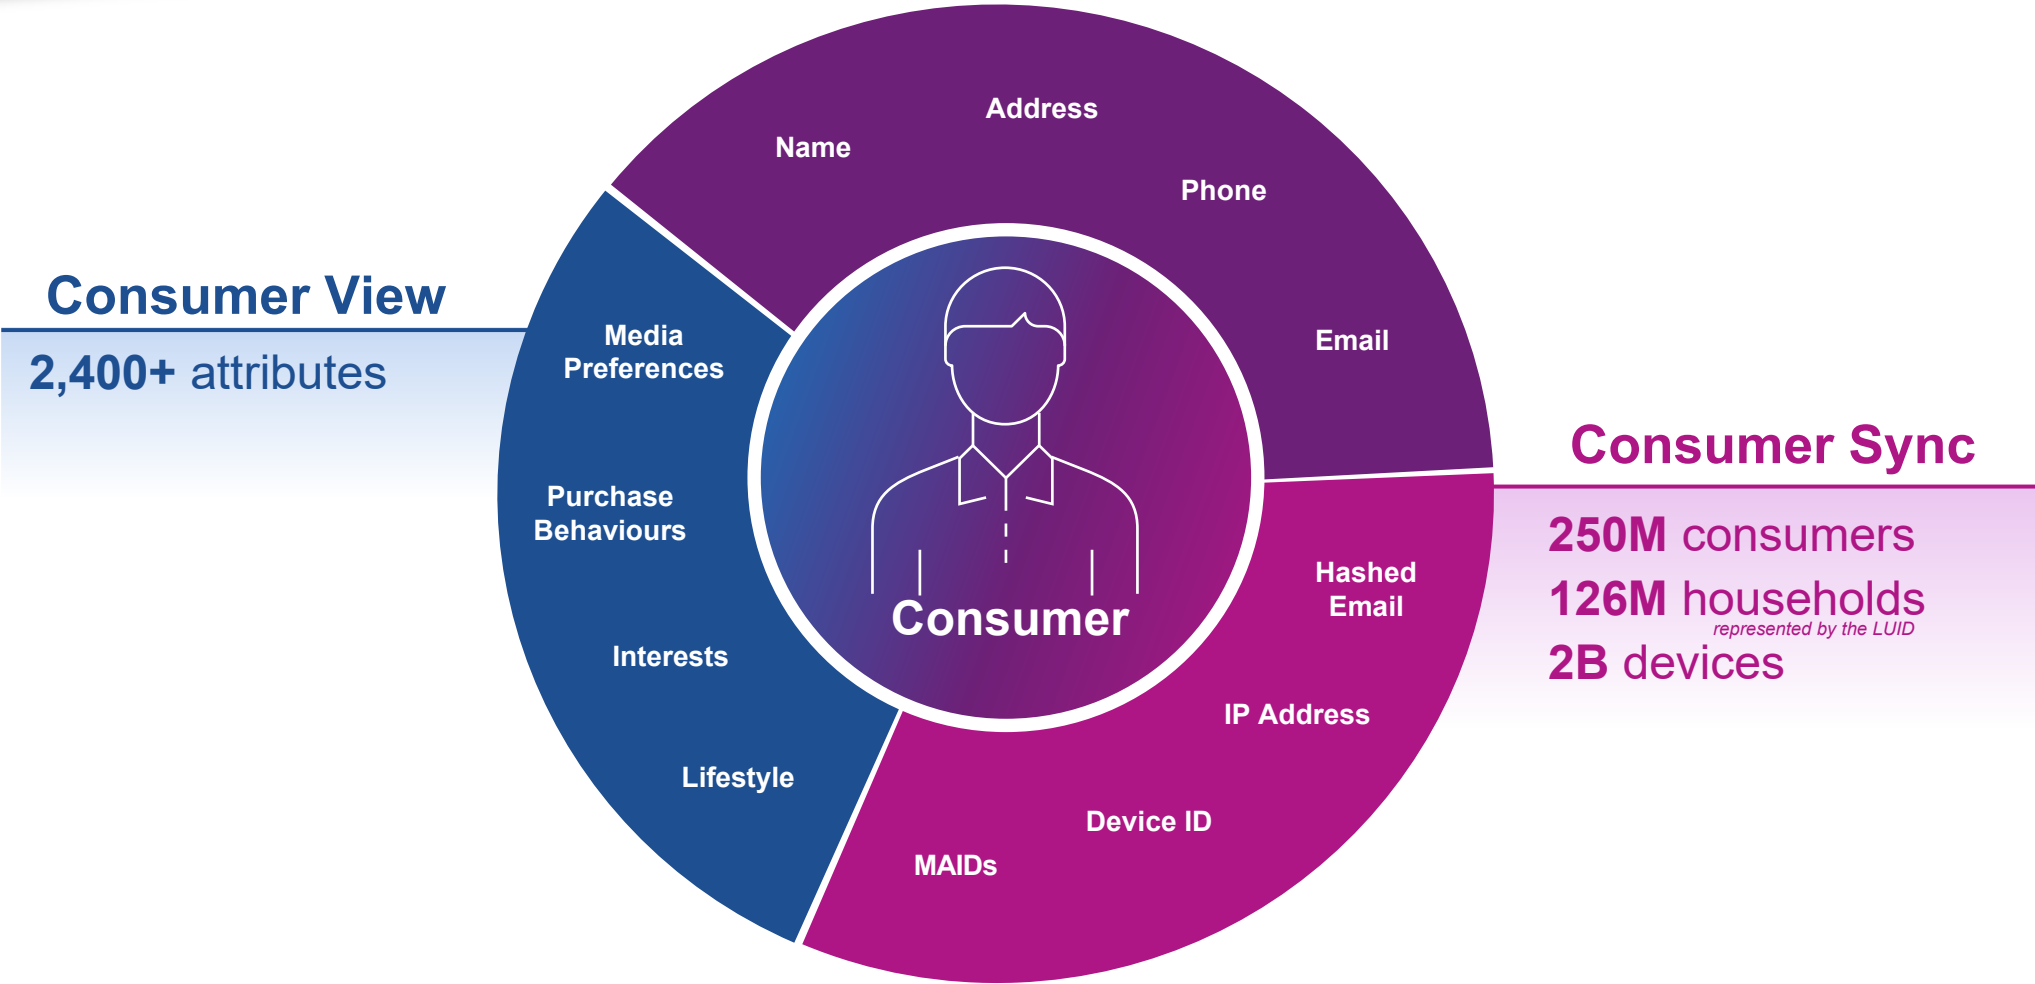 Address
Name
Phone
Consumer View
2,400+ attributes
Media
Preferences
Email
Purchase
Behaviours
Interests
Lifestyle
Consumer
Consumer Sync
250M consumers
126M households
represented by the LUID
2B devices
Hashed
Email
IP Address
Device ID
MAIDs